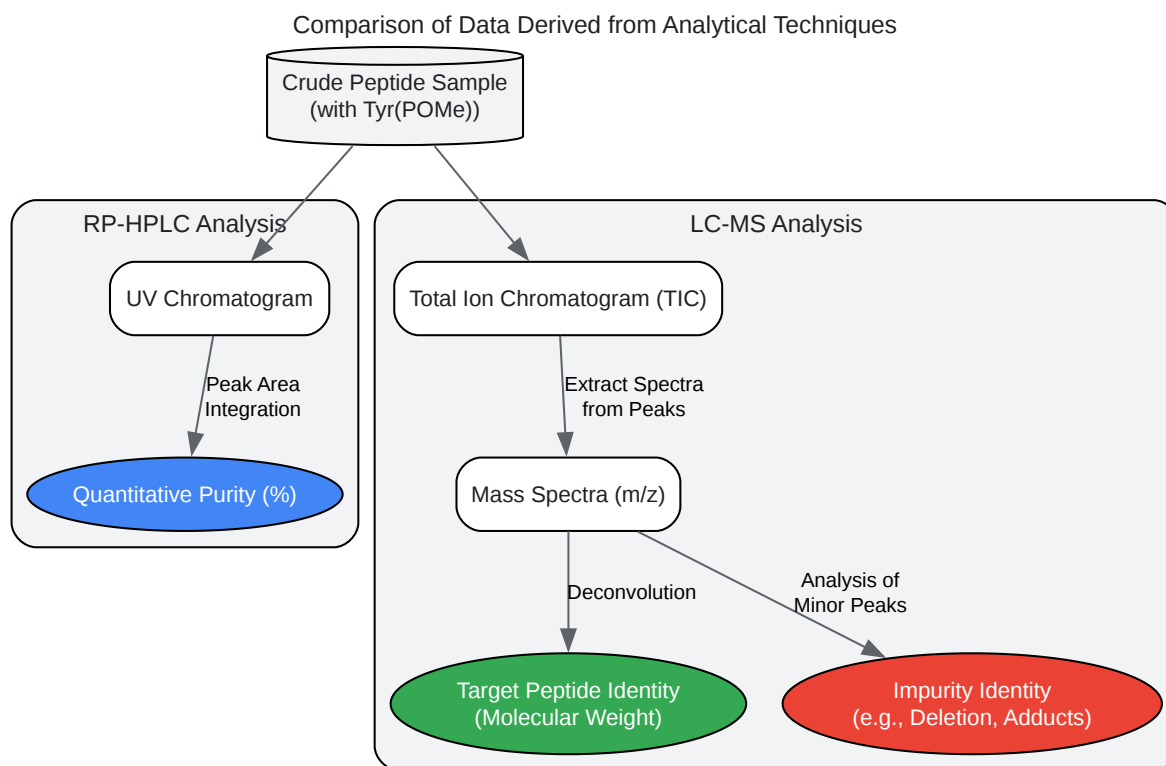 Comparison of Data Derived from Analytical Techniques
Crude Peptide Sample
(with Tyr(POMe))
RP-HPLC Analysis
UV Chromatogram
Peak Area
Integration
Quantitative Purity (%)
LC-MS Analysis
Total Ion Chromatogram (TIC)
Extract Spectra
from Peaks
Mass Spectra (m/z)
Deconvolution
Analysis of
Minor Peaks
Target Peptide Identity
(Molecular Weight)
Impurity Identity
(e.g., Deletion, Adducts)